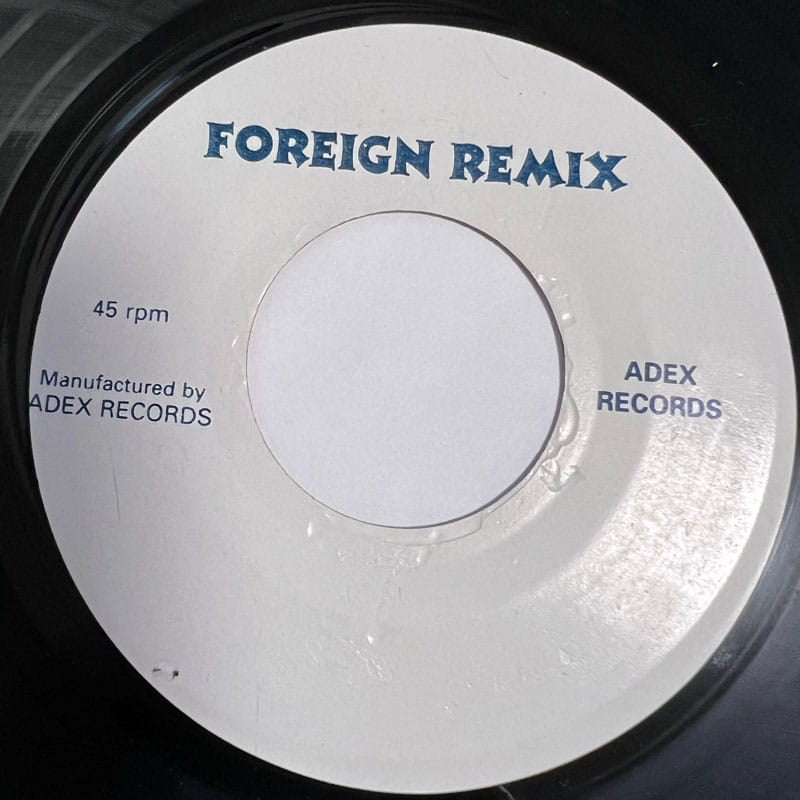 FOREIGN REMIX
45 rpm
Manufactured by
ADEX RECORDS
ADEX
RECORDS